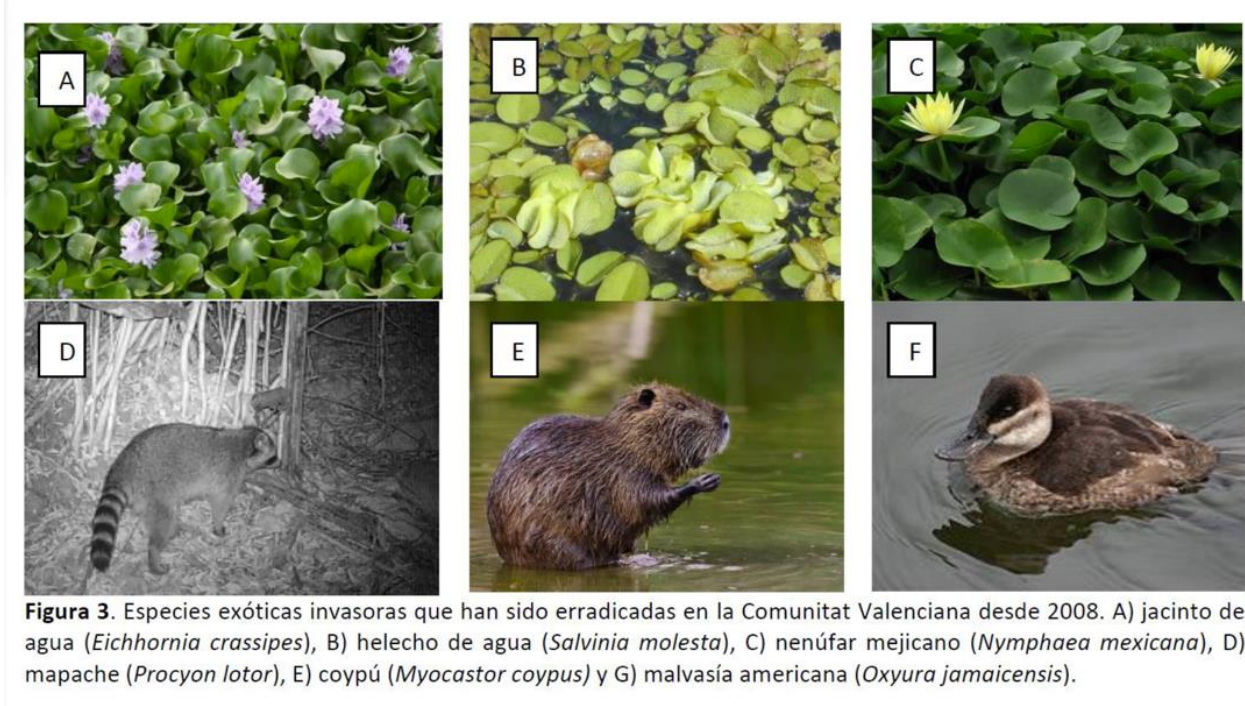 A
B
C
D
E
F
Figura 3. Especies exóticas invasoras que han sido erradicadas en la Comunitat Valenciana desde 2008. A) jacinto de
agua (Eichhornia crassipes), B) helecho de agua (Salvinia molesta), C) nenúfar mejicano (Nymphaea mexicana), D)
mapache (Procyon lotor), E) coypú (Myocastor coypus) y G) malvasía americana (Oxyura jamaicensis).